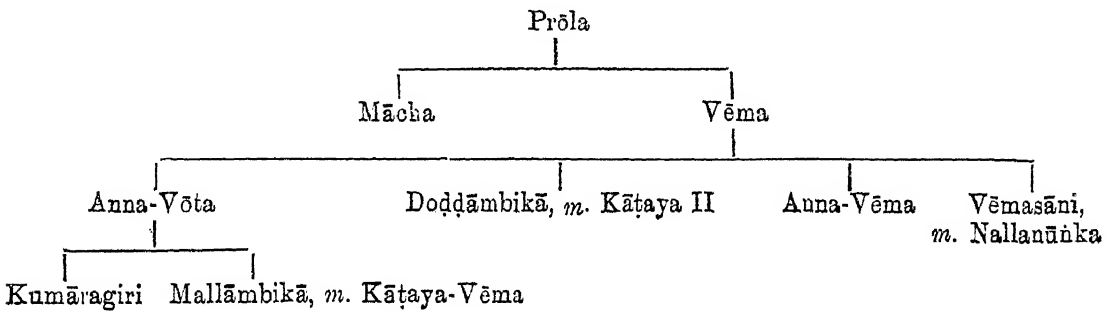 Prōla
Mācha Vēma
Anna-Vōta Doḍḍāmbikā, m. Kāṭaya II Anna-Vēma Vēmasāni,
m. Nallanūṅka
Kumāragiri Mallāmbikā, m. Kāṭaya-Vēma